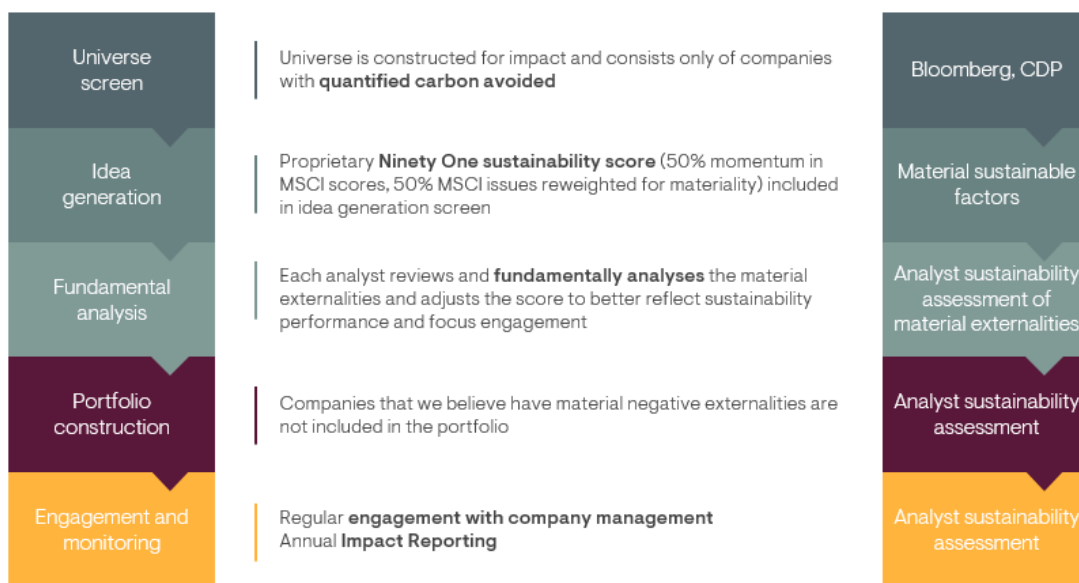 Universe
screen
Universe is constructed for impact and consists only of companies
with quantified carbon avoided
Bloomberg, CDP
Idea
generation
Proprietary Ninety One sustainability score (50% momentum in
MSCI scores, 50% MSCI issues reweighted for materiality) included
in idea generation screen
Material sustainable
factors
Fundamental
analysis
Each analyst reviews and fundamentally analyses the material
externalities and adjusts the score to better reflect sustainability
performance and focus engagement
Analyst sustainability
assessment of
material externalities
Portfolio
construction
Companies that we believe have material negative externalities are
not included in the portfolio
Analyst sustainability
assessment
Engagement and
monitoring
Regular engagement with company management
Annual Impact Reporting
Analyst sustainability
assessment